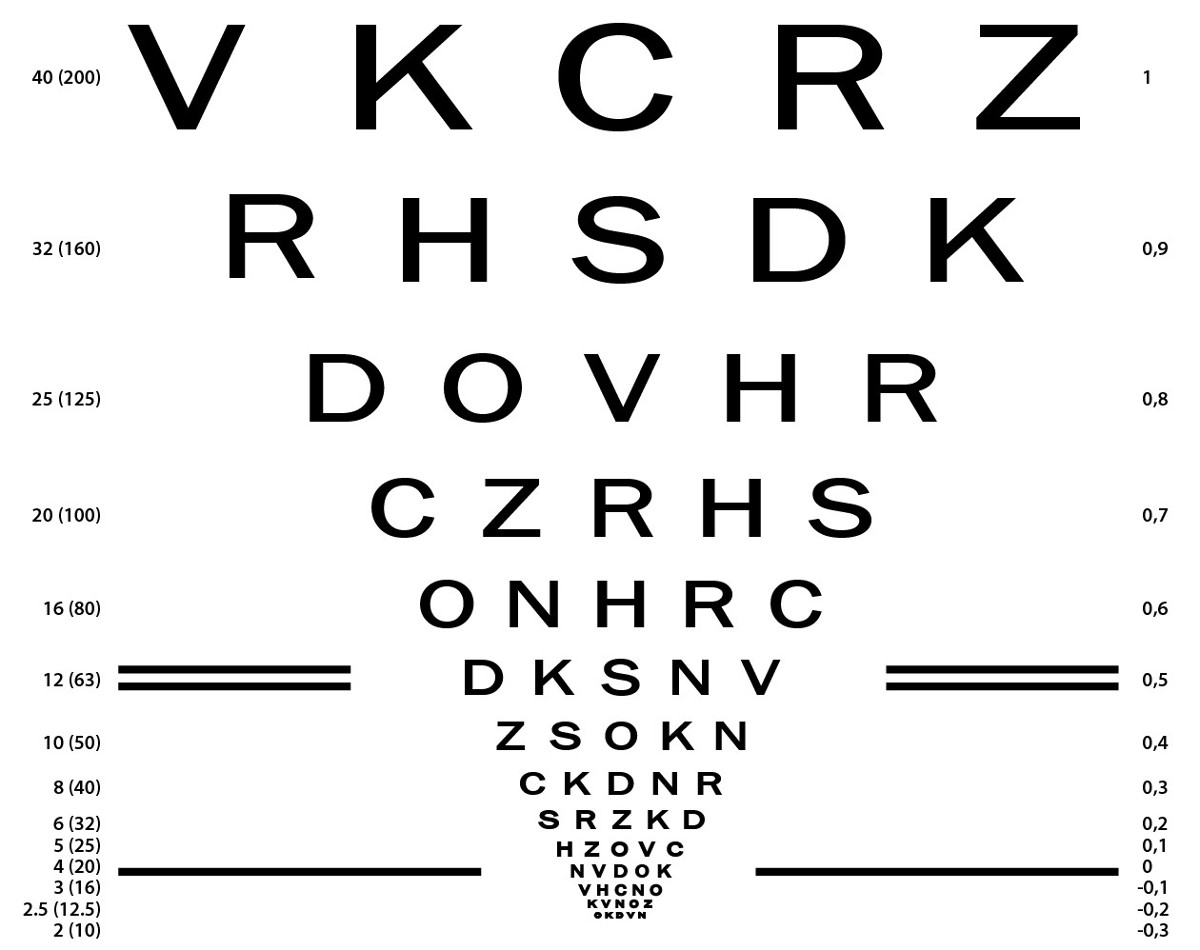 40 (200) V K C R Z 1
32 (160) R H S D K 0,9
25 (125) D O V H R 0,8
20 (100) C Z R H S 0,7
16 (80) O N H R C 0,6
12 (63) D K S N V 0,5
10 (50) Z S O K N 0,4
8 (40) C K D N R 0,3
6 (32) S R Z K D 0,2
5 (25) H Z O V C 0,1
4 (20) N V D O K 0
3 (16) V H C N O -0,1
2.5 (12.5) K V N O Z -0,2
2 (10) O K D V N -0,3